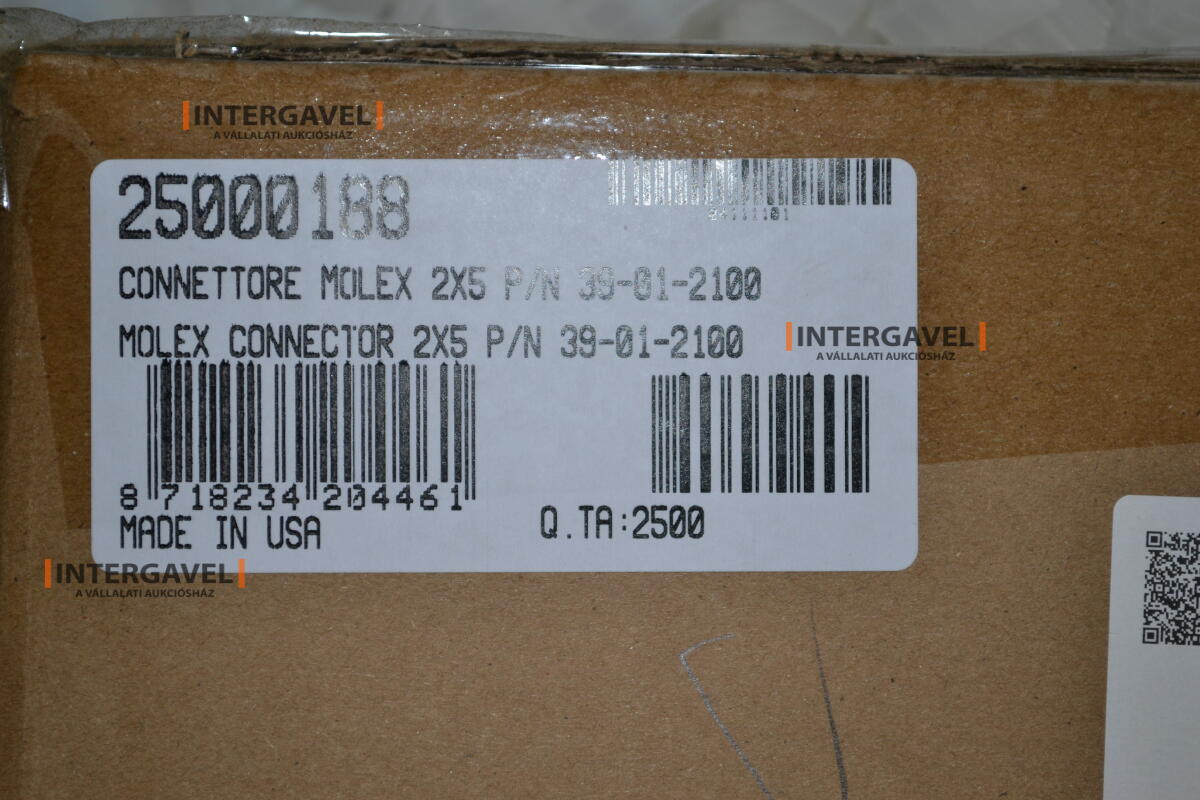 INTERGAVEL
A VÁLLALATI AUKCIÓSHÁZ
25000188
CONNETTORE MOLEX 2X5 P/N 39-01-2100
MOLEX CONNECTOR 2X5 P/N 39-01-2100
INTERGAVEL
A VÁLLALATI AUKCIÓSHÁZ
8 718234 204461
MADE IN USA
Q.TA:2500
INTERGAVEL
A VÁLLALATI AUKCIÓSHÁZ